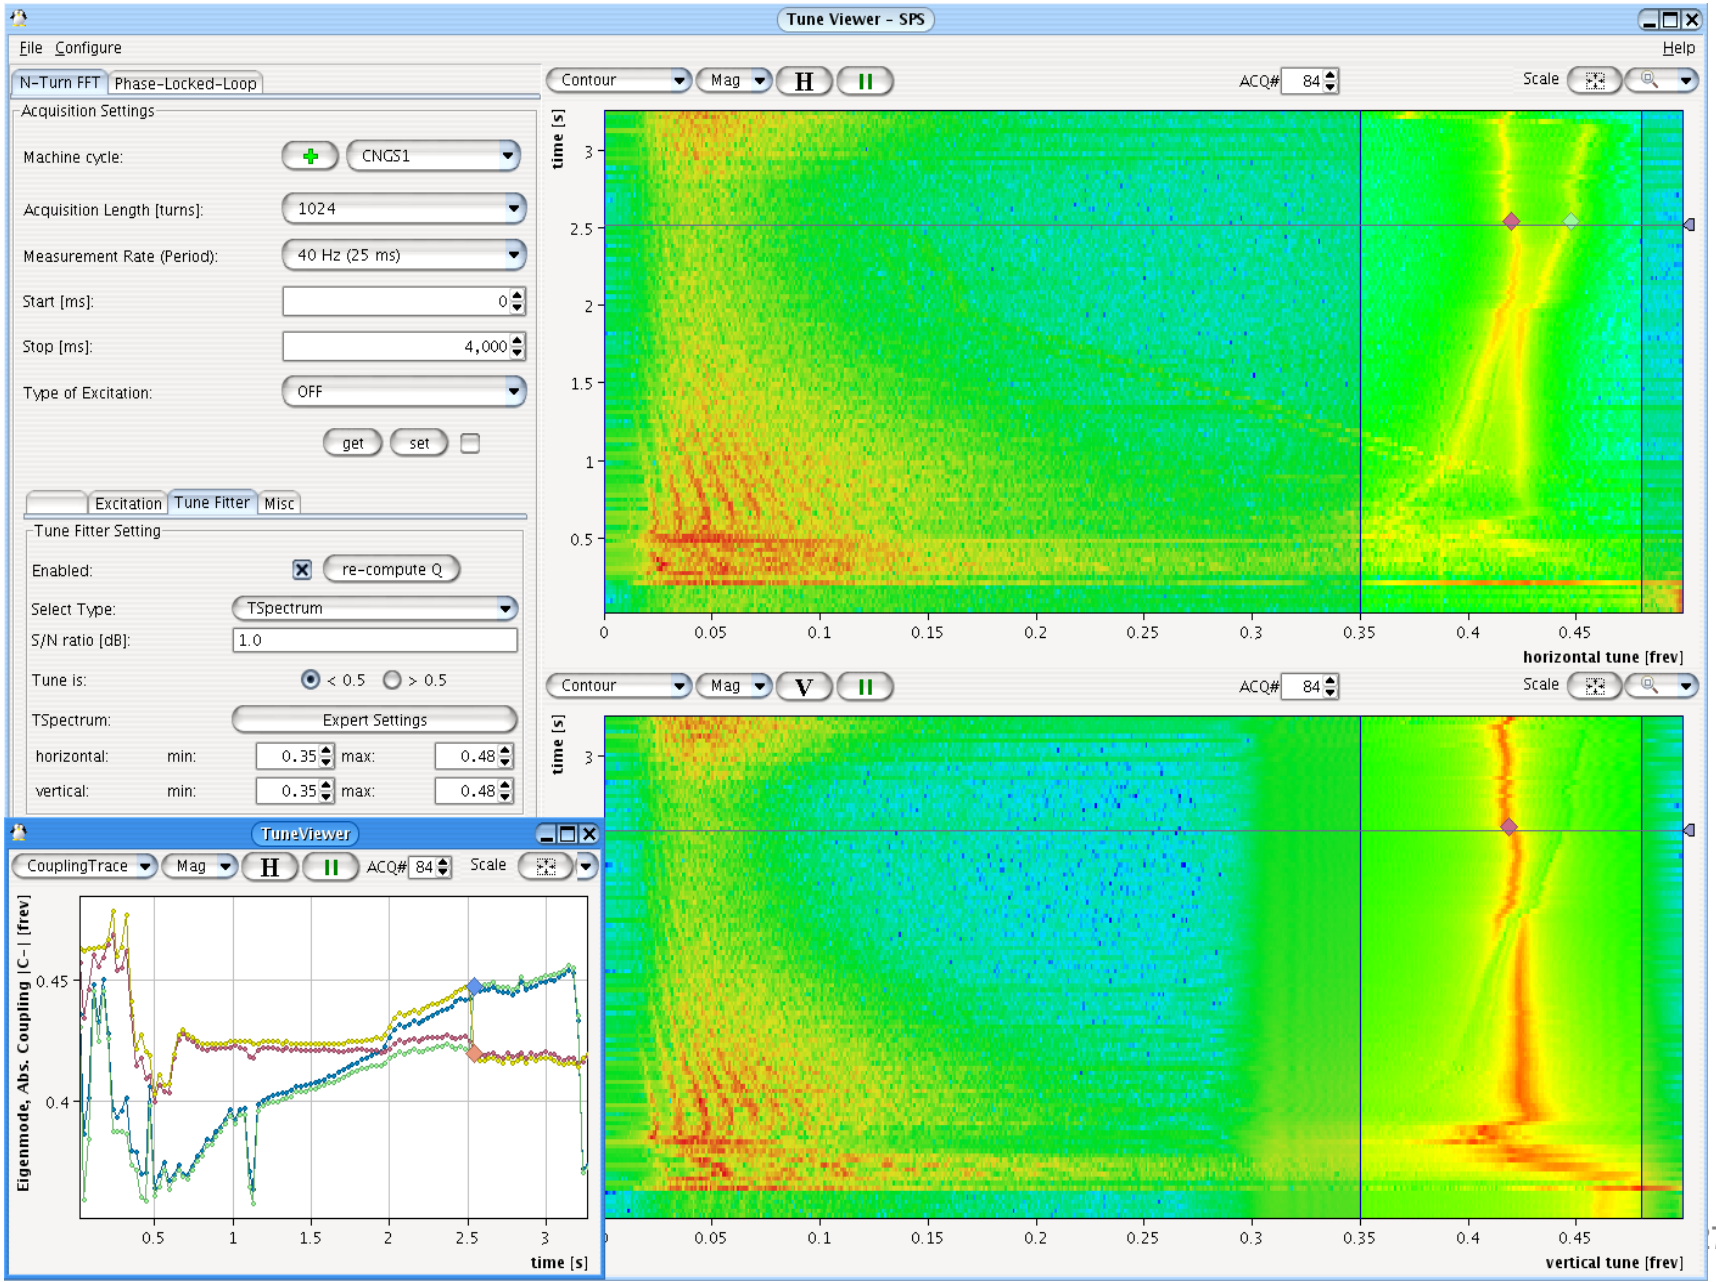 Tune Viewer - SPS
File Configure Help
N-Turn FFT Phase-Locked-Loop
Acquisition Settings
Machine cycle: CNGS1
Acquisition Length [turns]: 1024
Measurement Rate (Period): 40 Hz (25 ms)
Start [ms]: 0
Stop [ms]: 4,000
Type of Excitation: OFF
get set
Excitation Tune Fitter Misc
Tune Fitter Setting
Enabled: re-compute Q
Select Type: TSpectrum
S/N ratio [dB]: 1.0
Tune is: < 0.5 > 0.5
TSpectrum: Expert Settings
horizontal: min: 0.35 max: 0.48
vertical: min: 0.35 max: 0.48
Contour Mag H ACQ# 84 Scale
time [s]
3
2.5
2
1.5
1
0.5
0 0.05 0.1 0.15 0.2 0.25 0.3 0.35 0.4 0.45
horizontal tune [frev]
Contour Mag V ACQ# 84 Scale
time [s]
3
0.05 0.1 0.15 0.2 0.25 0.3 0.35 0.4 0.45
vertical tune [frev]
TuneViewer
CouplingTrace Mag H ACQ# 84 Scale
Eigenmode, Abs. Coupling |C-| [frev]
0.45
0.4
0.5 1 1.5 2 2.5 3
time [s]